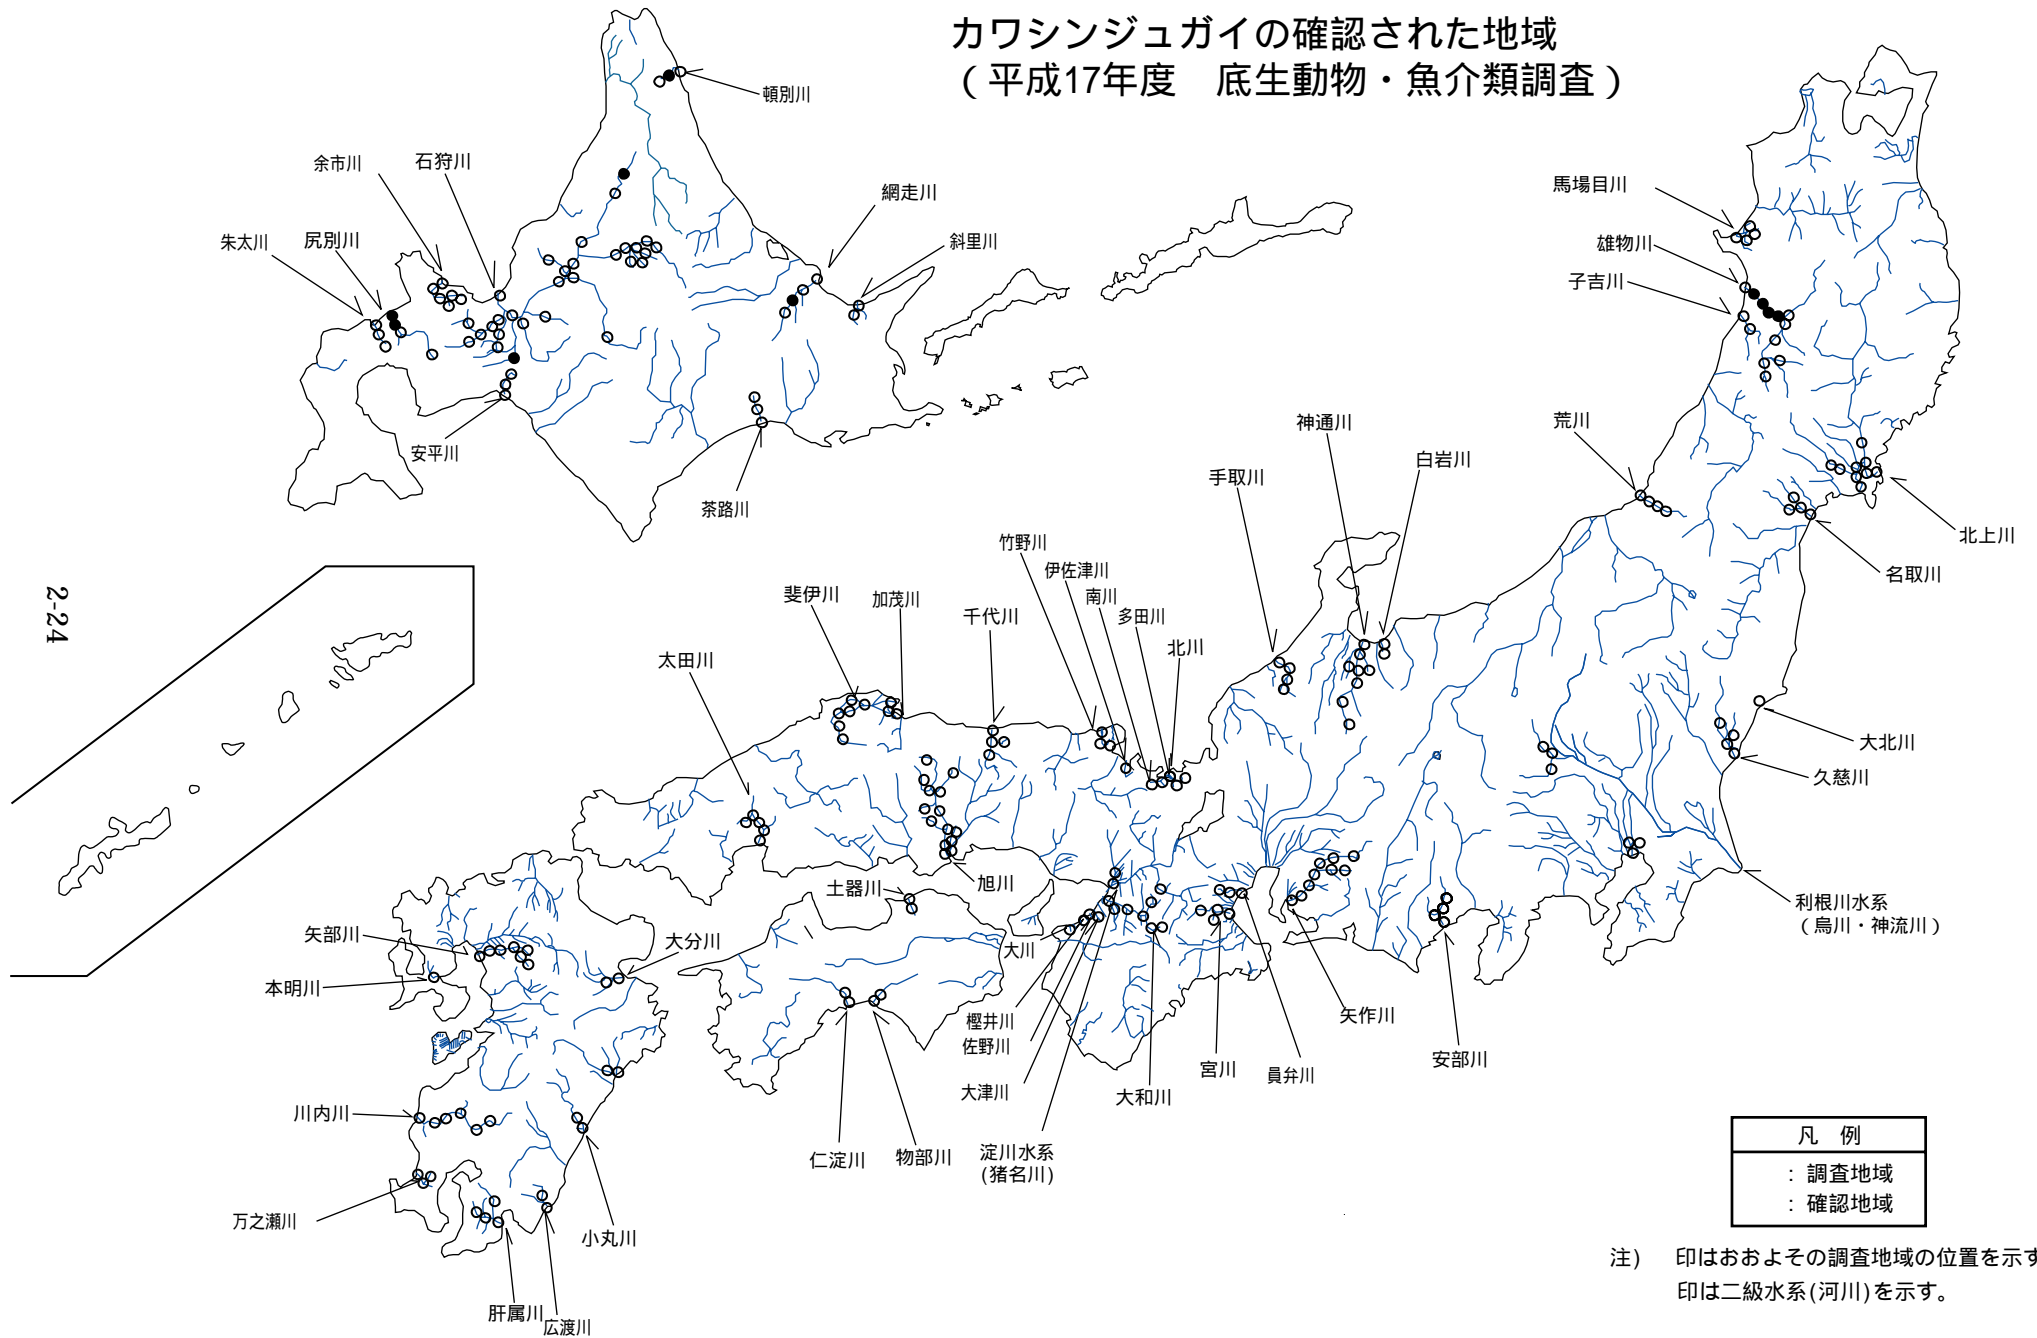 カワシンジュガイの確認された地域
（平成17年度　底生動物・魚介類調査）
頓別川
余市川
石狩川
網走川
朱太川
尻別川
斜里川
安平川
茶路川
馬場目川
雄物川
子吉川
荒川
神通川
白岩川
手取川
北上川
名取川
竹野川
伊佐津川
南川
多田川
北川
斐伊川
加茂川
千代川
太田川
大北川
久慈川
利根川水系
（烏川・神流川）
旭川
土器川
大川
矢部川
大分川
本明川
樫井川
佐野川
大津川
淀川水系
(猪名川)
大和川
宮川
員弁川
矢作川
安部川
川内川
仁淀川
物部川
万之瀬川
小丸川
肝属川
広渡川
2-24
凡 例
：調査地域
：確認地域
注)　印はおおよその調査地域の位置を示す
印は二級水系(河川)を示す。